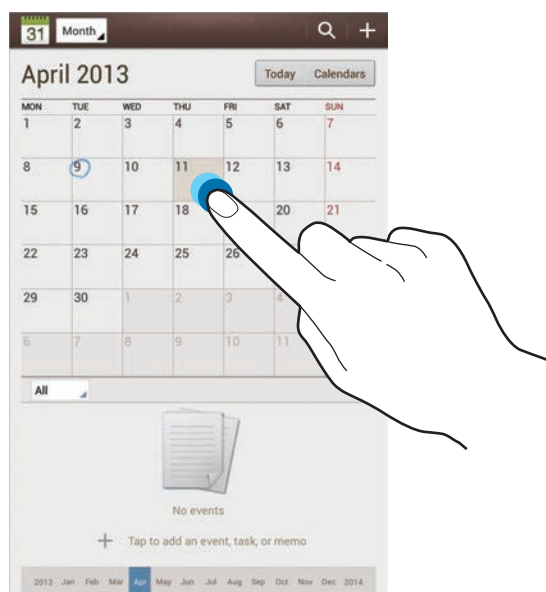 31 Month
April 2013 Today Calendars
MON TUE WED THU FRI SAT SUN
1 2 3 4 5 6 7
8 9 10 11 12 13 14
15 16 17 18 20 21
22 23 24 25 26
29 30 1 2 3 4
6 7 8 9 10 11
All
No events
Tap to add an event, task, or memo
2012 Jan Feb Mar Apr May Jun Jul Aug Sep Oct Nov Dec 2014